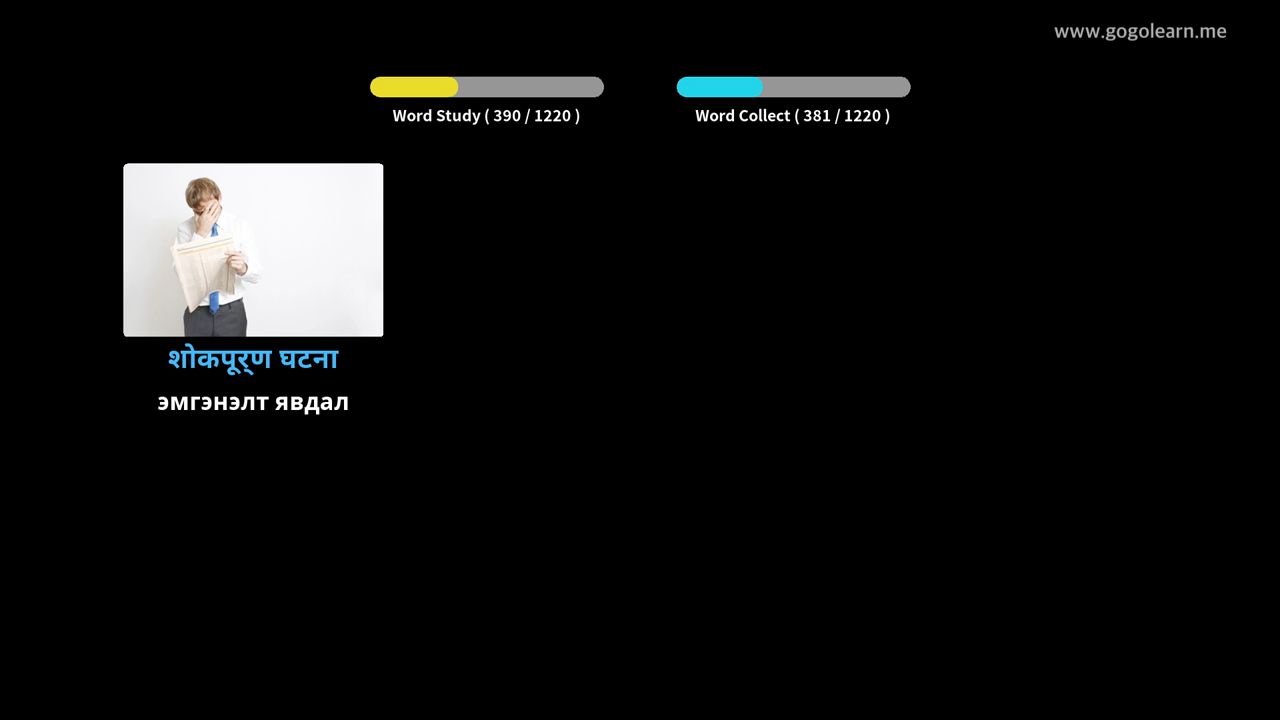 www.gogolearn.me
Word Study ( 390 / 1220 )
Word Collect ( 381 / 1220 )
शोकपूर्ण घटना
эмгэнэлт явдал